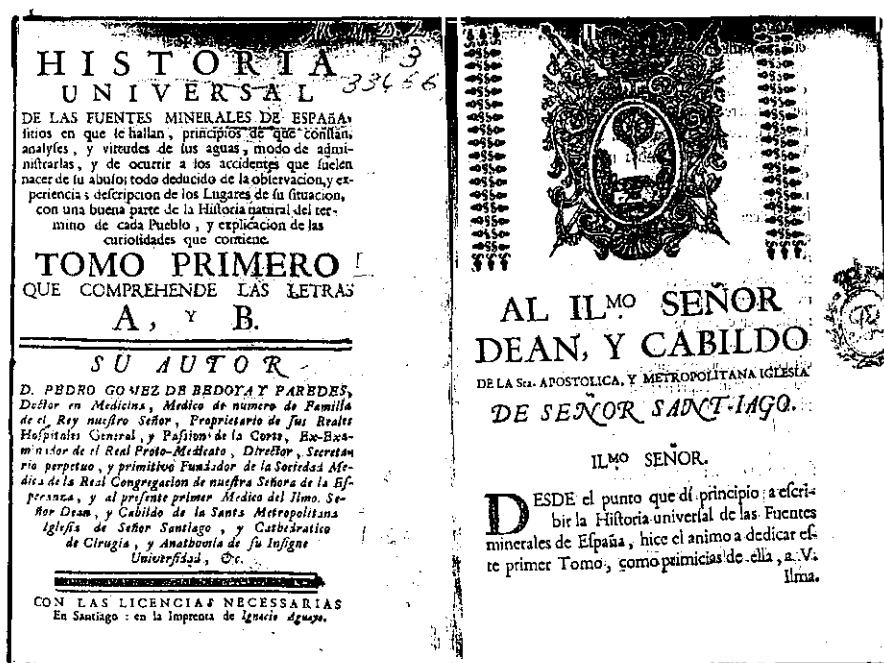 3
33466
HISTORIA
UNIVERSAL
DE LAS FUENTES MINERALES DE ESPAÑA,
sitios en que se hallan, principios de que constan,
analyses, y virtudes de sus aguas, modo de admi-
nistrarlas, y de ocurrir a los accidentes que suelen
nacer de su abuso; todo deducido de la observacion, y ex-
periencia; descripcion de los Lugares de su situacion,
con una buena parte de la Historia natural del ter-
mino de cada Pueblo, y explicacion de las
curiosidades que contiene.
TOMO PRIMERO
QUE COMPREHENDE LAS LETRAS
A, Y B.
SU AUTOR
D. PEDRO GOMEZ DE BEDOYA Y PAREDES,
Doctor en Medicina, Medico de numero de Familia
de el Rey nuestro Señor, Proprietario de sus Reales
Hospitales General, y Passion de la Corte, Ex-Exa-
minador de el Real Proto-Medicato, Director, Secreta-
rio perpetuo, y primitivo Fundador de la Sociedad Me-
dica de la Real Congregacion de nuestra Señora de la Es-
peranza, y al presente primer Medico del Ilmo. Se-
ñor Dean, y Cabildo de la Santa Metropolitana
Iglesia de Señor Santiago, y Cathedratico
de Cirugia, y Anathomia de su Insigne
Universidad, &c.
CON LAS LICENCIAS NECESSARIAS
En Santiago: en la Imprenta de Ignacio Aguayo.
AL ILMO SEÑOR
DEAN, Y CABILDO
DE LA Sta. APOSTOLICA, Y METROPOLITANA IGLESIA
DE SEÑOR SANT-IAGO.
ILMO SEÑOR.
DESDE el punto que dí principio a escri-
bir la Historia universal de las Fuentes
minerales de España, hice el animo a dedicar es-
te primer Tomo, como primicias de ella, a V.
Ilma.